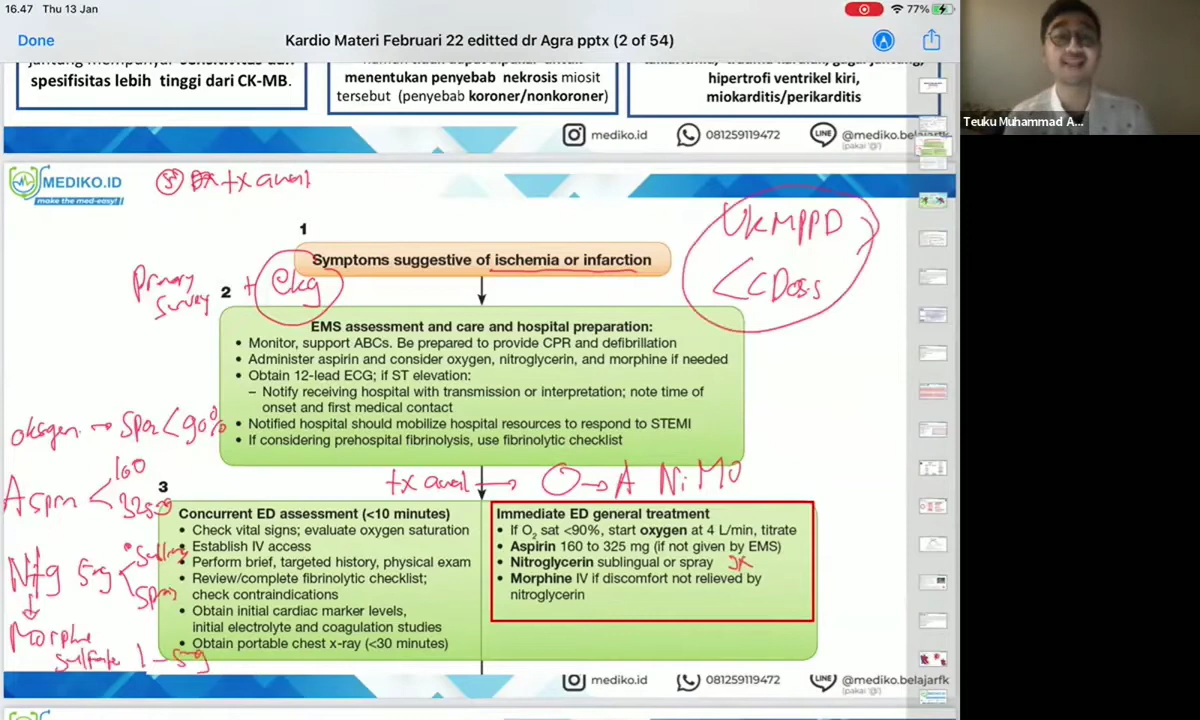 16.47 Thu 13 Jan
77%
Done
Kardio Materi Februari 22 editted dr Agra pptx (2 of 54)
spesifisitas lebih tinggi dari CK-MB.
menentukan penyebab nekrosis miosit
tersebut (penyebab koroner/nonkoroner)
hipertrofi ventrikel kiri,
miokarditis/perikarditis
mediko.id
081259119472
@mediko.belajarfk
(pakai '@')
Teuku Muhammad A...
MEDIKO.ID
make the med-easy!
tx awal
1
Symptoms suggestive of ischemia or infarction
UKMPPD
Primary
survey
2
+ ekg
EMS assessment and care and hospital preparation:
• Monitor, support ABCs. Be prepared to provide CPR and defibrillation
• Administer aspirin and consider oxygen, nitroglycerin, and morphine if needed
• Obtain 12-lead ECG; if ST elevation:
– Notify receiving hospital with transmission or interpretation; note time of
onset and first medical contact
• Notified hospital should mobilize hospital resources to respond to STEMI
• If considering prehospital fibrinolysis, use fibrinolytic checklist
oksigen → SpO2 < 90%
tx awal → O → A Ni Mo
Aspirin < 160
325
3
Concurrent ED assessment (<10 minutes)
• Check vital signs; evaluate oxygen saturation
• Establish IV access
• Perform brief, targeted history, physical exam
• Review/complete fibrinolytic checklist;
check contraindications
• Obtain initial cardiac marker levels,
initial electrolyte and coagulation studies
• Obtain portable chest x-ray (<30 minutes)
Immediate ED general treatment
• If O2 sat <90%, start oxygen at 4 L/min, titrate
• Aspirin 160 to 325 mg (if not given by EMS)
• Nitroglycerin sublingual or spray 3x
• Morphine IV if discomfort not relieved by
nitroglycerin
5mg
Spray
Morphine
sulfate 1-5mg
mediko.id
081259119472
@mediko.belajarfk
(pakai '@')